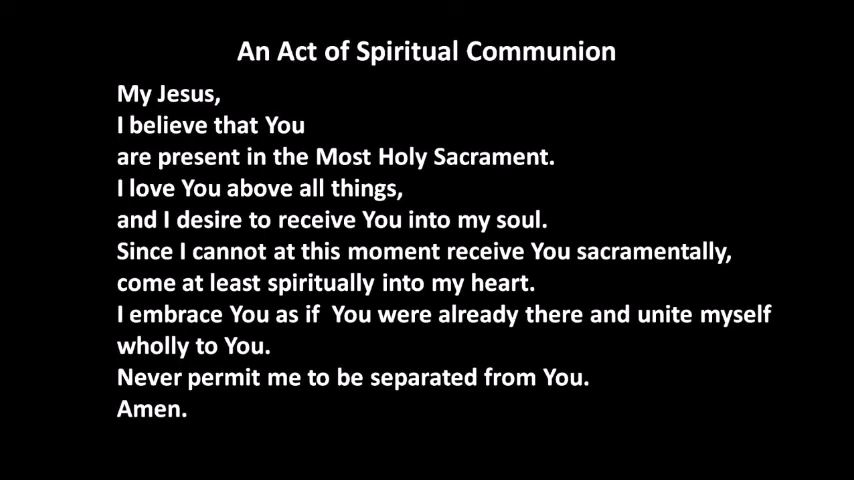 An Act of Spiritual Communion
My Jesus,
I believe that You
are present in the Most Holy Sacrament.
I love You above all things,
and I desire to receive You into my soul.
Since I cannot at this moment receive You sacramentally,
come at least spiritually into my heart.
I embrace You as if  You were already there and unite myself
wholly to You.
Never permit me to be separated from You.
Amen.